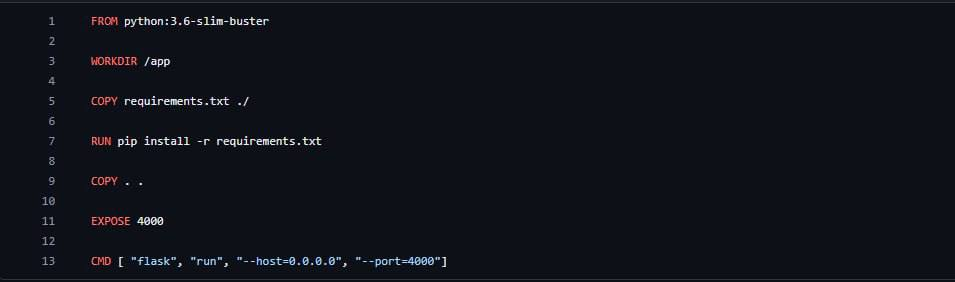 1 FROM python:3.6-slim-buster
2
3 WORKDIR /app
4
5 COPY requirements.txt ./
6
7 RUN pip install -r requirements.txt
8
9 COPY . .
10
11 EXPOSE 4000
12
13 CMD [ "flask", "run", "--host=0.0.0.0", "--port=4000"]